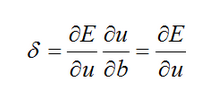 δ = ∂E/∂u ∂u/∂b = ∂E/∂u